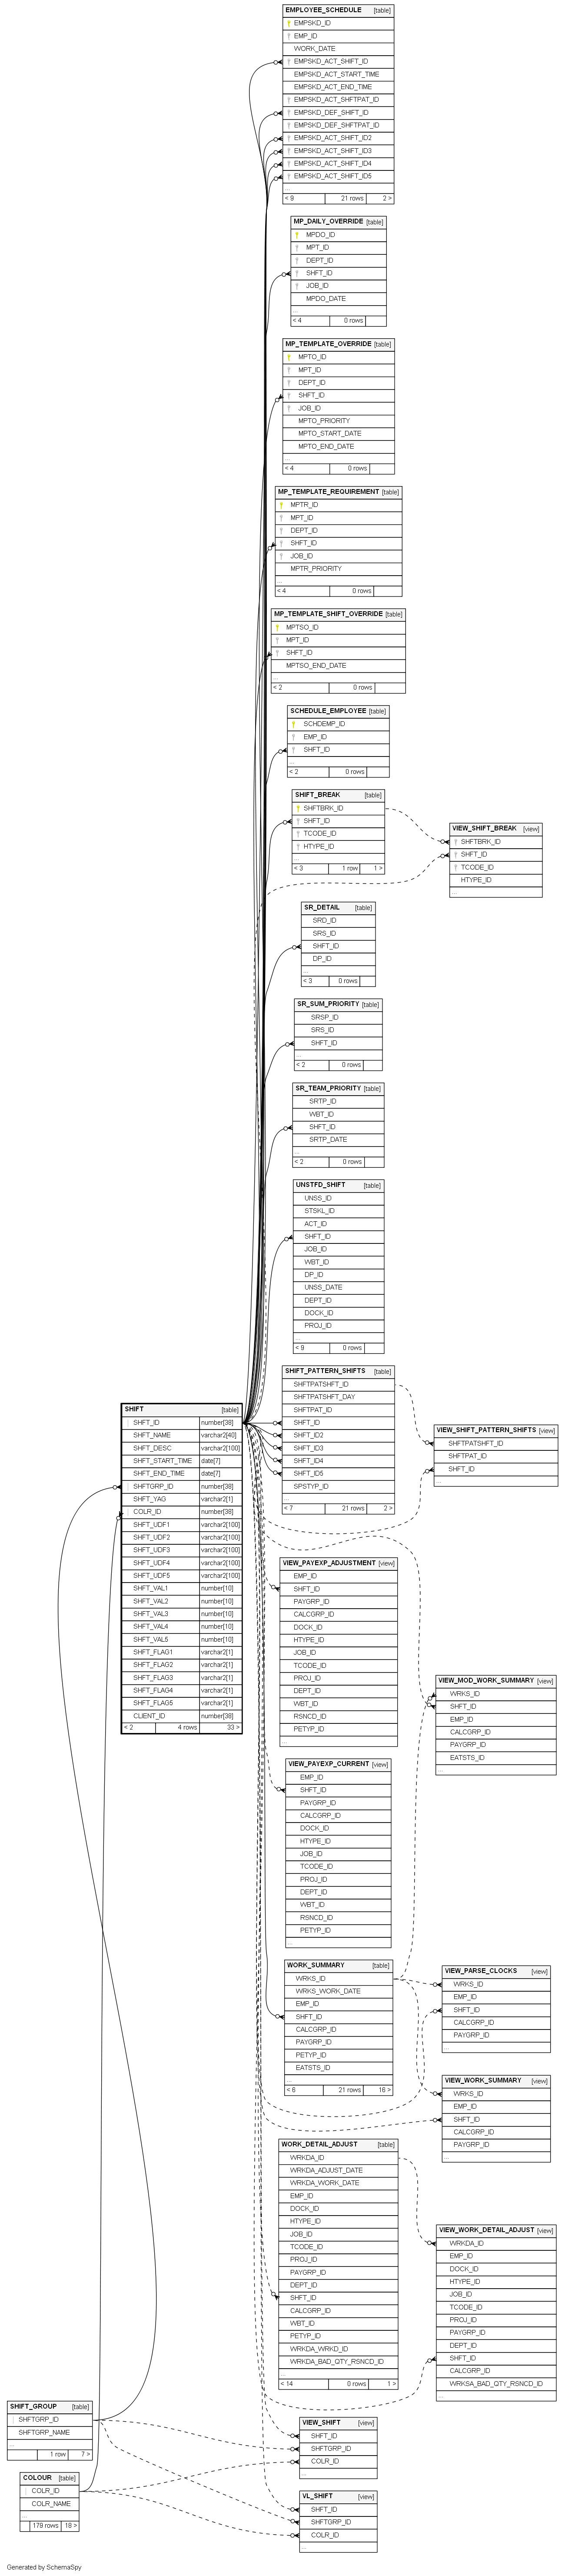 EMPLOYEE_SCHEDULE [table]
EMPSKD_ID
EMP_ID
WORK_DATE
EMPSKD_ACT_SHIFT_ID
EMPSKD_ACT_START_TIME
EMPSKD_ACT_END_TIME
EMPSKD_ACT_SHFTPAT_ID
EMPSKD_DEF_SHIFT_ID
EMPSKD_DEF_SHFTPAT_ID
EMPSKD_ACT_SHIFT_ID2
EMPSKD_ACT_SHIFT_ID3
EMPSKD_ACT_SHIFT_ID4
EMPSKD_ACT_SHIFT_ID5
...
< 9 21 rows 2 >
MP_DAILY_OVERRIDE [table]
MPDO_ID
MPT_ID
DEPT_ID
SHFT_ID
JOB_ID
MPDO_DATE
...
< 4 0 rows
MP_TEMPLATE_OVERRIDE [table]
MPTO_ID
MPT_ID
DEPT_ID
SHFT_ID
JOB_ID
MPTO_PRIORITY
MPTO_START_DATE
MPTO_END_DATE
...
< 4 0 rows
MP_TEMPLATE_REQUIREMENT [table]
MPTR_ID
MPT_ID
DEPT_ID
SHFT_ID
JOB_ID
MPTR_PRIORITY
...
< 4 0 rows
MP_TEMPLATE_SHIFT_OVERRIDE [table]
MPTSO_ID
MPT_ID
SHFT_ID
MPTSO_END_DATE
...
< 2 0 rows
SCHEDULE_EMPLOYEE [table]
SCHDEMP_ID
EMP_ID
SHFT_ID
...
< 2 0 rows
SHIFT_BREAK [table]
SHFTBRK_ID
SHFT_ID
TCODE_ID
HTYPE_ID
...
< 3 1 row 1 >
VIEW_SHIFT_BREAK [view]
SHFTBRK_ID
SHFT_ID
TCODE_ID
HTYPE_ID
...
SR_DETAIL [table]
SRD_ID
SRS_ID
SHFT_ID
DP_ID
...
< 3 0 rows
SR_SUM_PRIORITY [table]
SRSP_ID
SRS_ID
SHFT_ID
...
< 2 0 rows
SR_TEAM_PRIORITY [table]
SRTP_ID
WBT_ID
SHFT_ID
SRTP_DATE
...
< 2 0 rows
UNSTFD_SHIFT [table]
UNSS_ID
STSKL_ID
ACT_ID
SHFT_ID
JOB_ID
WBT_ID
DP_ID
UNSS_DATE
DEPT_ID
DOCK_ID
PROJ_ID
...
< 9 0 rows
SHIFT_PATTERN_SHIFTS [table]
SHFTPATSHFT_ID
SHFTPATSHFT_DAY
SHFTPAT_ID
SHFT_ID
SHFT_ID2
SHFT_ID3
SHFT_ID4
SHFT_ID5
SPSTYP_ID
...
< 7 21 rows 2 >
VIEW_SHIFT_PATTERN_SHIFTS [view]
SHFTPATSHFT_ID
SHFTPAT_ID
SHFT_ID
...
SHIFT [table]
SHFT_ID number[38]
SHFT_NAME varchar2[40]
SHFT_DESC varchar2[100]
SHFT_START_TIME date[7]
SHFT_END_TIME date[7]
SHFTGRP_ID number[38]
SHFT_YAG varchar2[1]
COLR_ID number[38]
SHFT_UDF1 varchar2[100]
SHFT_UDF2 varchar2[100]
SHFT_UDF3 varchar2[100]
SHFT_UDF4 varchar2[100]
SHFT_UDF5 varchar2[100]
SHFT_VAL1 number[10]
SHFT_VAL2 number[10]
SHFT_VAL3 number[10]
SHFT_VAL4 number[10]
SHFT_VAL5 number[10]
SHFT_FLAG1 varchar2[1]
SHFT_FLAG2 varchar2[1]
SHFT_FLAG3 varchar2[1]
SHFT_FLAG4 varchar2[1]
SHFT_FLAG5 varchar2[1]
CLIENT_ID number[38]
< 2 4 rows 33 >
VIEW_PAYEXP_ADJUSTMENT [view]
EMP_ID
SHFT_ID
PAYGRP_ID
CALCGRP_ID
DOCK_ID
HTYPE_ID
JOB_ID
TCODE_ID
PROJ_ID
DEPT_ID
WBT_ID
RSNCD_ID
PETYP_ID
...
VIEW_MOD_WORK_SUMMARY [view]
WRKS_ID
SHFT_ID
EMP_ID
CALCGRP_ID
PAYGRP_ID
EATSTS_ID
...
VIEW_PAYEXP_CURRENT [view]
EMP_ID
SHFT_ID
PAYGRP_ID
CALCGRP_ID
DOCK_ID
HTYPE_ID
JOB_ID
TCODE_ID
PROJ_ID
DEPT_ID
WBT_ID
RSNCD_ID
PETYP_ID
...
WORK_SUMMARY [table]
WRKS_ID
WRKS_WORK_DATE
EMP_ID
SHFT_ID
CALCGRP_ID
PAYGRP_ID
PETYP_ID
EATSTS_ID
...
< 6 21 rows 16 >
VIEW_PARSE_CLOCKS [view]
WRKS_ID
EMP_ID
SHFT_ID
CALCGRP_ID
PAYGRP_ID
...
VIEW_WORK_SUMMARY [view]
WRKS_ID
EMP_ID
SHFT_ID
CALCGRP_ID
PAYGRP_ID
...
WORK_DETAIL_ADJUST [table]
WRKDA_ID
WRKDA_ADJUST_DATE
WRKDA_WORK_DATE
EMP_ID
DOCK_ID
HTYPE_ID
JOB_ID
TCODE_ID
PROJ_ID
PAYGRP_ID
DEPT_ID
SHFT_ID
CALCGRP_ID
WBT_ID
PETYP_ID
WRKDA_WRKD_ID
WRKDA_BAD_QTY_RSNCD_ID
...
< 14 0 rows 1 >
VIEW_WORK_DETAIL_ADJUST [view]
WRKDA_ID
EMP_ID
DOCK_ID
HTYPE_ID
JOB_ID
TCODE_ID
PROJ_ID
PAYGRP_ID
DEPT_ID
SHFT_ID
CALCGRP_ID
WRKSA_BAD_QTY_RSNCD_ID
...
SHIFT_GROUP [table]
SHFTGRP_ID
SHFTGRP_NAME
...
1 row 7 >
VIEW_SHIFT [view]
SHFT_ID
SHFTGRP_ID
COLR_ID
...
COLOUR [table]
COLR_ID
COLR_NAME
...
179 rows 18 >
VL_SHIFT [view]
SHFT_ID
SHFTGRP_ID
COLR_ID
...
Generated by SchemaSpy